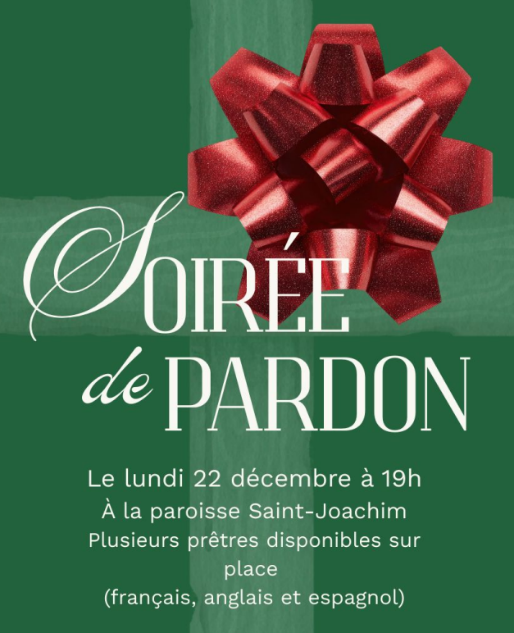 SOIRÉE
de PARDON
Le lundi 22 décembre à 19h
À la paroisse Saint-Joachim
Plusieurs prêtres disponibles sur
place
(français, anglais et espagnol)